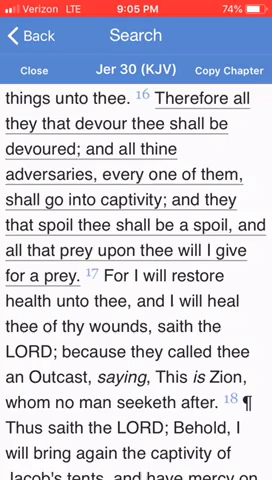 Verizon LTE 9:05 PM 74%
Back Search
Close Jer 30 (KJV) Copy Chapter
things unto thee. 16 Therefore all
they that devour thee shall be
devoured; and all thine
adversaries, every one of them,
shall go into captivity; and they
that spoil thee shall be a spoil, and
all that prey upon thee will I give
for a prey. 17 For I will restore
health unto thee, and I will heal
thee of thy wounds, saith the
LORD; because they called thee
an Outcast, saying, This is Zion,
whom no man seeketh after. 18 ¶
Thus saith the LORD; Behold, I
will bring again the captivity of
Jacob's tents, and have mercy on